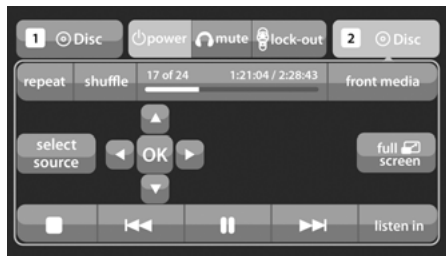 1 Disc power mute lock-out 2 Disc
repeat shuffle 17 of 24 1:21:04 / 2:28:43 front media
select
source
OK
full
screen
listen in